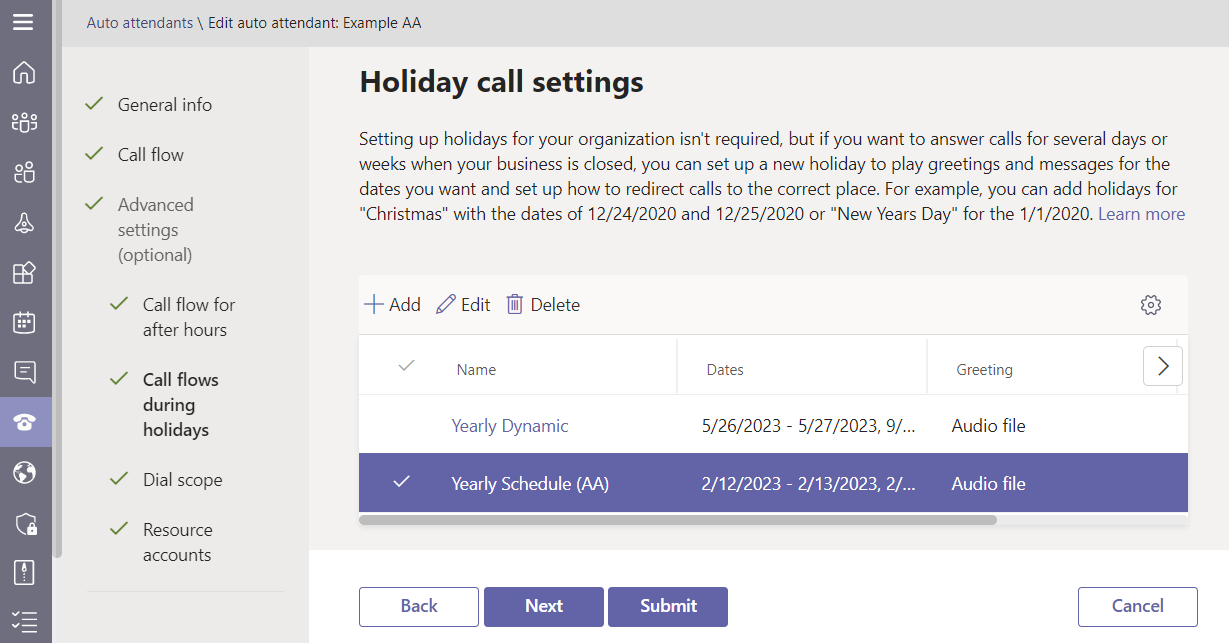 Auto attendants \ Edit auto attendant: Example AA
General info
Call flow
Advanced
settings
(optional)
Call flow for
after hours
Call flows
during
holidays
Dial scope
Resource
accounts
Holiday call settings
Setting up holidays for your organization isn't required, but if you want to answer calls for several days or
weeks when your business is closed, you can set up a new holiday to play greetings and messages for the
dates you want and set up how to redirect calls to the correct place. For example, you can add holidays for
"Christmas" with the dates of 12/24/2020 and 12/25/2020 or "New Years Day" for the 1/1/2020. Learn more
Add Edit Delete
Name Dates Greeting
Yearly Dynamic 5/26/2023 - 5/27/2023, 9/... Audio file
Yearly Schedule (AA) 2/12/2023 - 2/13/2023, 2/... Audio file
Back Next Submit Cancel